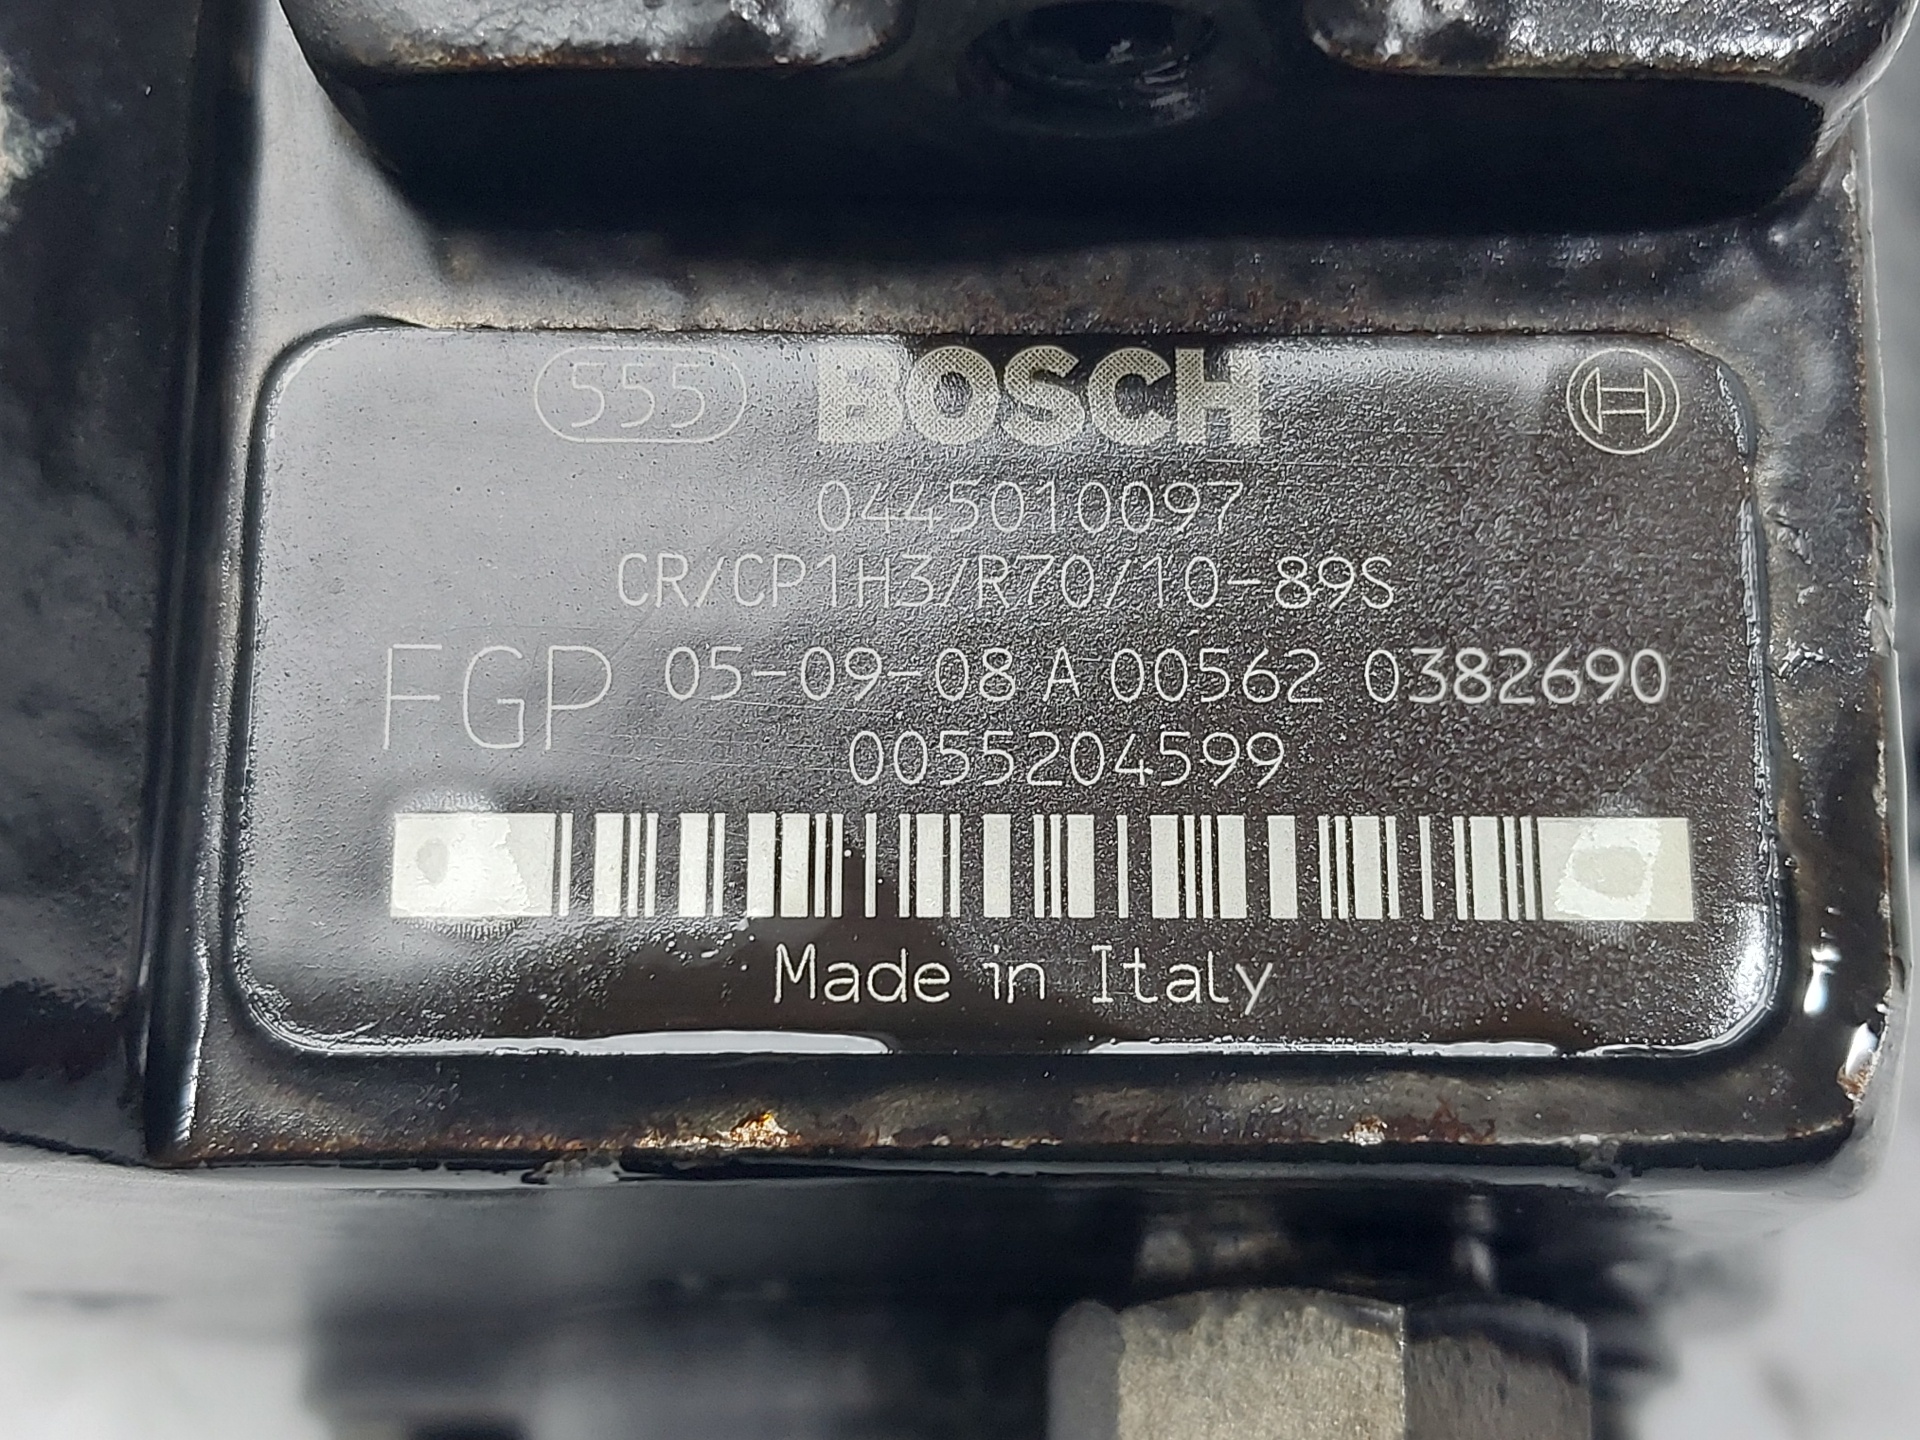 555 BOSCH
0445010097
CR/CP1H3/R70/10-89S
FGP 05-09-08 A 00562 0382690
0055204599
Made in Italy